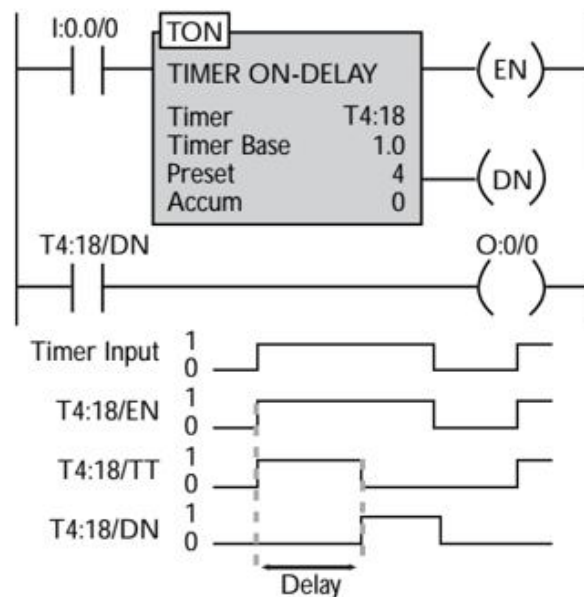 I:0.0/0
TON
TIMER ON-DELAY
EN
Timer T4:18
Timer Base 1.0
Preset 4
DN
Accum 0
T4:18/DN
O:0/0
Timer Input 1
0
T4:18/EN 1
0
T4:18/TT 1
0
T4:18/DN 1
0
Delay